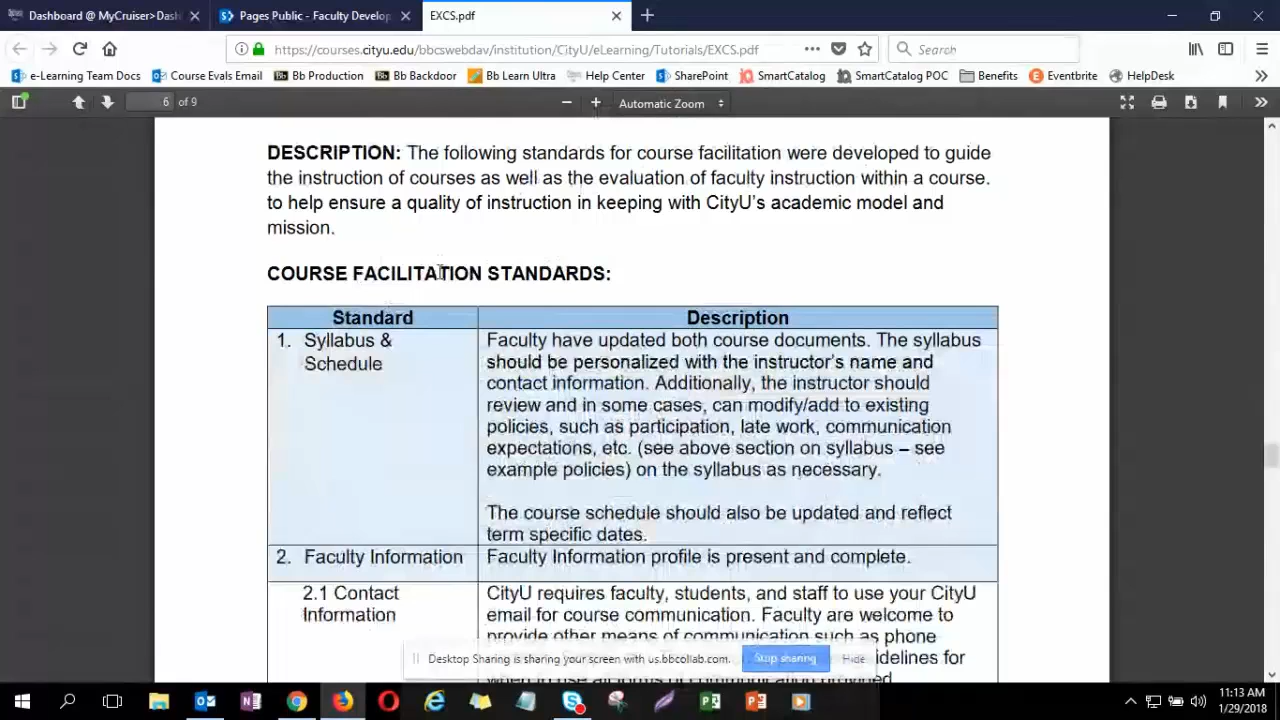 Dashboard @ MyCruiser>Dash
Pages Public - Faculty Develop
EXCS.pdf
https://courses.cityu.edu/bbcswebdav/institution/CityU/eLearning/Tutorials/EXCS.pdf
Search
e-Learning Team Docs
Course Evals Email
Bb Production
Bb Backdoor
Bb Learn Ultra
Help Center
SharePoint
SmartCatalog
SmartCatalog POC
Benefits
Eventbrite
HelpDesk
6 of 9
Automatic Zoom
DESCRIPTION: The following standards for course facilitation were developed to guide
the instruction of courses as well as the evaluation of faculty instruction within a course.
to help ensure a quality of instruction in keeping with CityU's academic model and
mission.
COURSE FACILITATION STANDARDS:
Standard
Description
1. Syllabus &
Schedule
Faculty have updated both course documents. The syllabus
should be personalized with the instructor's name and
contact information. Additionally, the instructor should
review and in some cases, can modify/add to existing
policies, such as participation, late work, communication
expectations, etc. (see above section on syllabus – see
example policies) on the syllabus as necessary.
The course schedule should also be updated and reflect
term specific dates.
2. Faculty Information
Faculty Information profile is present and complete.
2.1 Contact
Information
CityU requires faculty, students, and staff to use your CityU
email for course communication. Faculty are welcome to
provide other means of communication such as phone
idelines for
Desktop Sharing is sharing your screen with us.bbcollab.com.
Stop sharing
Hide
11:13 AM
1/29/2018